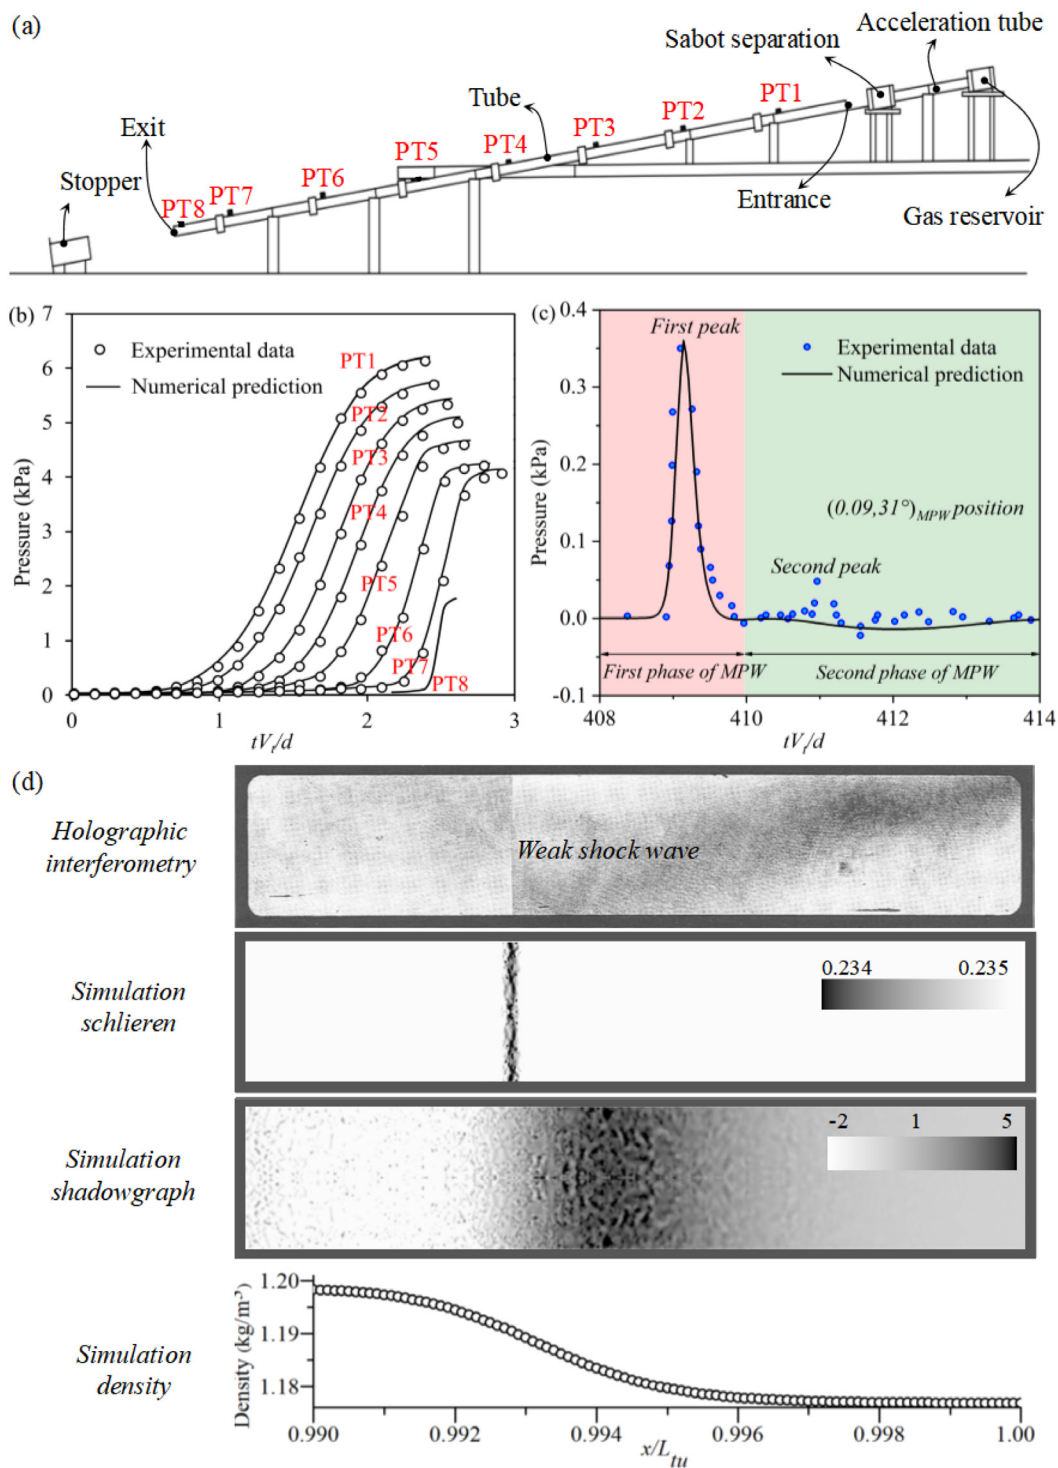 (a)
Acceleration tube
Sabot separation
PT1
Tube
PT2
Exit
PT3
PT4
PT5
Stopper
PT6
PT7
PT8
Entrance
Gas reservoir
(b)
7
6
5
4
3
2
1
0
Pressure (kPa)
Experimental data
Numerical prediction
PT1
PT2
PT3
PT4
PT5
PT6
PT7
PT8
0 1 2 3
tVt/d
(c)
0.4
0.3
0.2
0.1
0.0
-0.1
Pressure (kPa)
First peak
Experimental data
Numerical prediction
(0.09,31°)MPW position
Second peak
First phase of MPW
Second phase of MPW
408 410 412 414
tVt/d
(d)
Holographic
interferometry
Weak shock wave
Simulation
schlieren
0.234 0.235
Simulation
shadowgraph
-2 1 5
Simulation
density
Density (kg/m-3)
1.20
1.19
1.18
0.990 0.992 0.994 0.996 0.998 1.00
x/Ltu